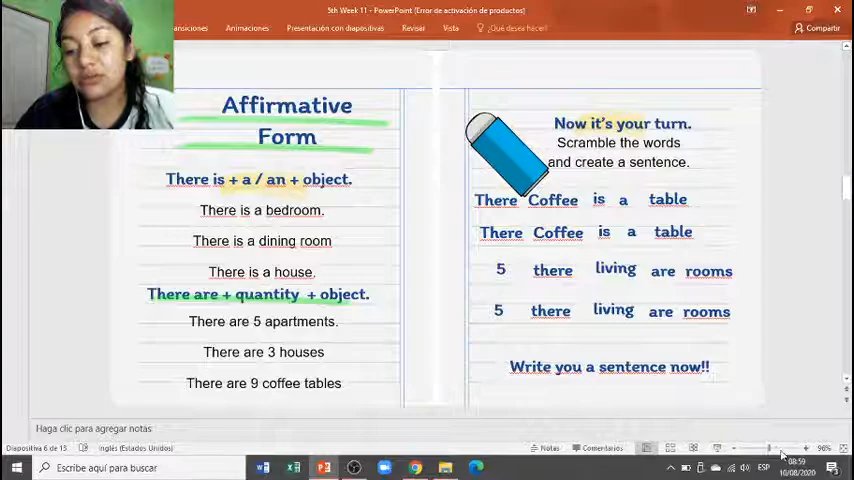 5th Week 11 - PowerPoint (Error de activación de productos)
Animaciones Presentación con diapositivas Revisar Vista ¿Qué desea hacer? Compartir
Affirmative
Form
There is + a / an + object.
There is a bedroom.
There is a dining room
There is a house.
There are + quantity + object.
There are 5 apartments.
There are 3 houses
There are 9 coffee tables
Now it's your turn.
Scramble the words
and create a sentence.
There Coffee is a table
There Coffee is a table
5 there living are rooms
5 there living are rooms
Write you a sentence now!!
Haga clic para agregar notas
Diapositiva 6 de 13 Inglés (Estados Unidos) Notas Comentarios 96%
Escribe aquí para buscar ESP 08:59
10/08/2020